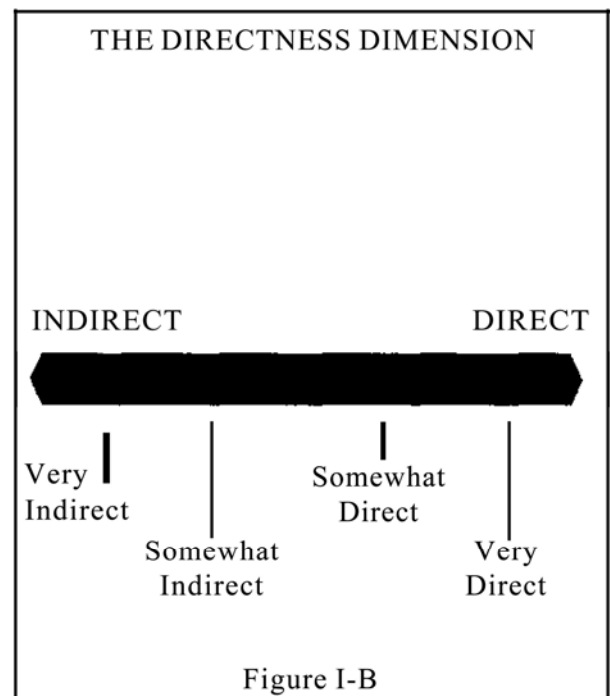 THE DIRECTNESS DIMENSION
INDIRECT
DIRECT
Very
Indirect
Somewhat
Indirect
Somewhat
Direct
Very
Direct
Figure I-B